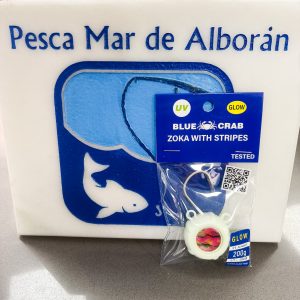 Pesca Mar de Alborán
UV
GLOW
BLUE CRAB
ZOKA WITH STRIPES
TESTED
GLOW
200g